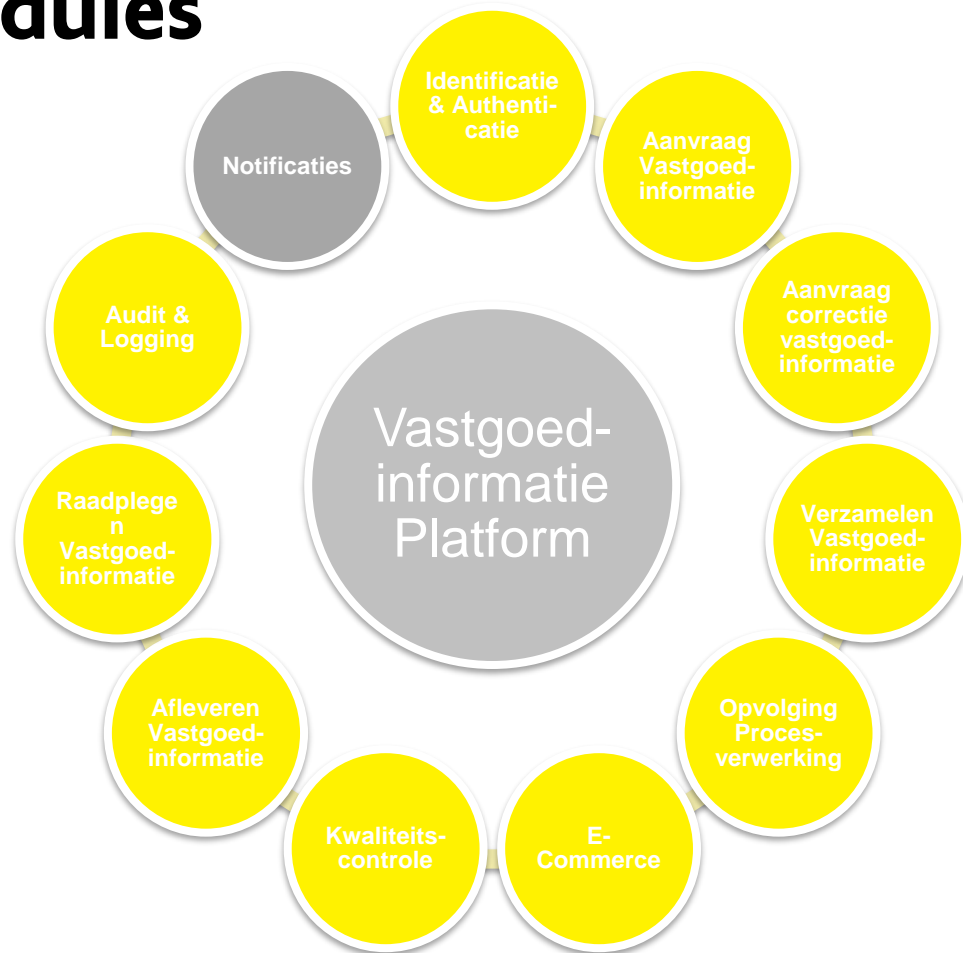 dules
Identificatie
& Authenti-
catie
Aanvraag
Vastgoed-
informatie
Aanvraag
correctie
vastgoed-
informatie
Verzamelen
Vastgoed-
informatie
Opvolging
Proces-
verwerking
E-
Commerce
Kwaliteits-
controle
Afleveren
Vastgoed-
informatie
Raadplege
n
Vastgoed-
informatie
Audit &
Logging
Notificaties
Vastgoed-
informatie
Platform